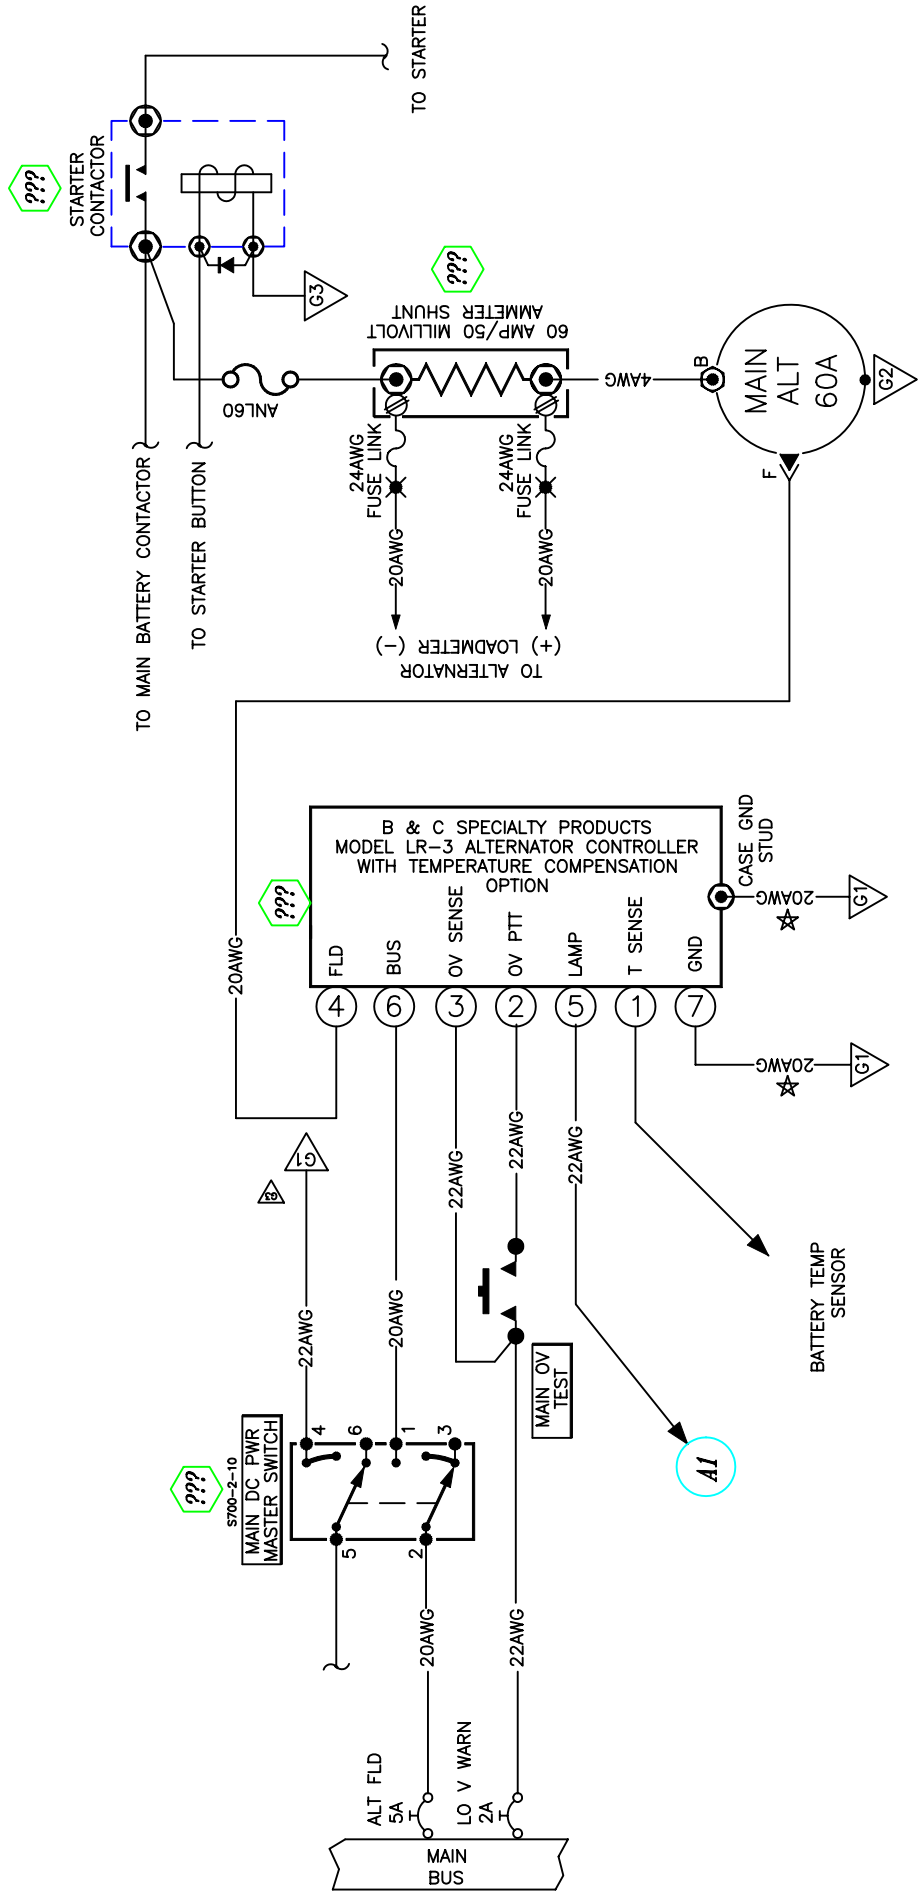 TO STARTER
???
STARTER
CONTACTOR
G3
???
60 AMP/50 MILLIVOLT
AMMETER SHUNT
ANL60
4AWG
B
MAIN
ALT
60A
G2
F
24AWG
FUSE LINK
24AWG
FUSE LINK
20AWG
20AWG
TO MAIN BATTERY CONTACTOR
TO STARTER BUTTON
(-)
(+)
TO ALTERNATOR
LOADMETER
20AWG
???
B & C SPECIALTY PRODUCTS
MODEL LR-3 ALTERNATOR CONTROLLER
WITH TEMPERATURE COMPENSATION
OPTION
FLD
BUS
OV SENSE
OV PTT
LAMP
T SENSE
GND
4
6
3
2
5
1
7
CASE GND
STUD
20AWG
G1
20AWG
G1
G1
G3
22AWG
20AWG
22AWG
22AWG
22AWG
BATTERY TEMP
SENSOR
MAIN OV
TEST
A1
???
S700-2-10
MAIN DC PWR
MASTER SWITCH
4
6
1
3
5
2
20AWG
22AWG
ALT FLD
5A
LO V WARN
2A
MAIN
BUS